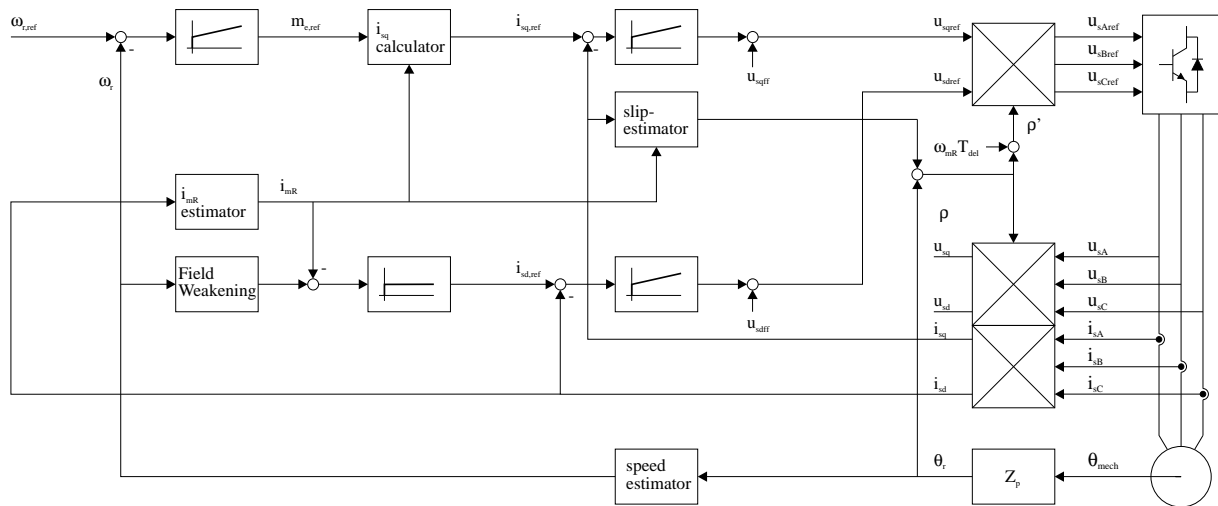 ω_r,ref
m_e,ref
i_sq
calculator
i_sq,ref
u_sqref
u_sAref
u_sBref
u_sCref
-
-
ω_r
u_sqff
u_sdref
slip-
estimator
ρ'
ω_mR T_del
i_mR
estimator
i_mR
ρ
u_sq
u_sA
Field
Weakening
-
i_sd,ref
-
u_sB
u_sd
u_sC
u_sdff
i_sq
i_sA
i_sB
i_sd
i_sC
speed
estimator
θ_r
Z_p
θ_mech